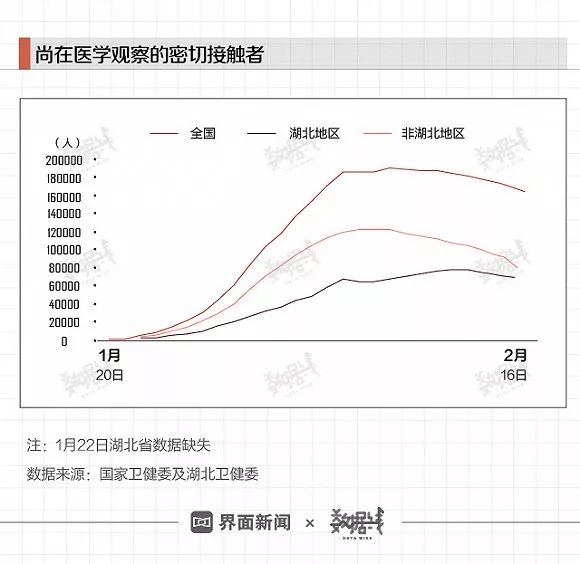 尚在医学观察的密切接触者
全国 湖北地区 非湖北地区
（人）
200000
180000
160000
140000
120000
100000
80000
60000
40000
20000
0
1月 2月
20日 16日
注：1月22日湖北省数据缺失
数据来源：国家卫健委及湖北卫健委
界面新闻 × 数据线
DATA WIRE